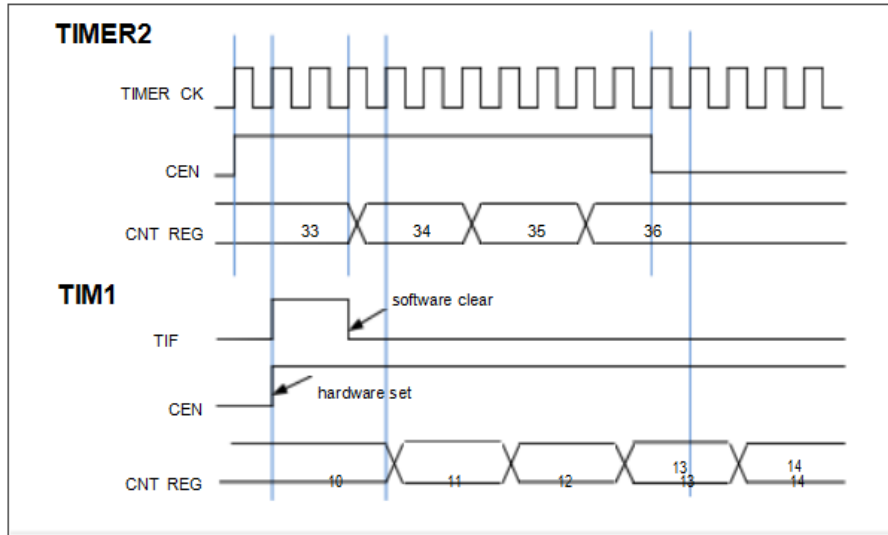 TIMER2
TIMER CK
CEN
CNT REG 33 34 35 36
TIM1
software clear
TIF
hardware set
CEN
13 14
CNT REG 10 11 12 13 14